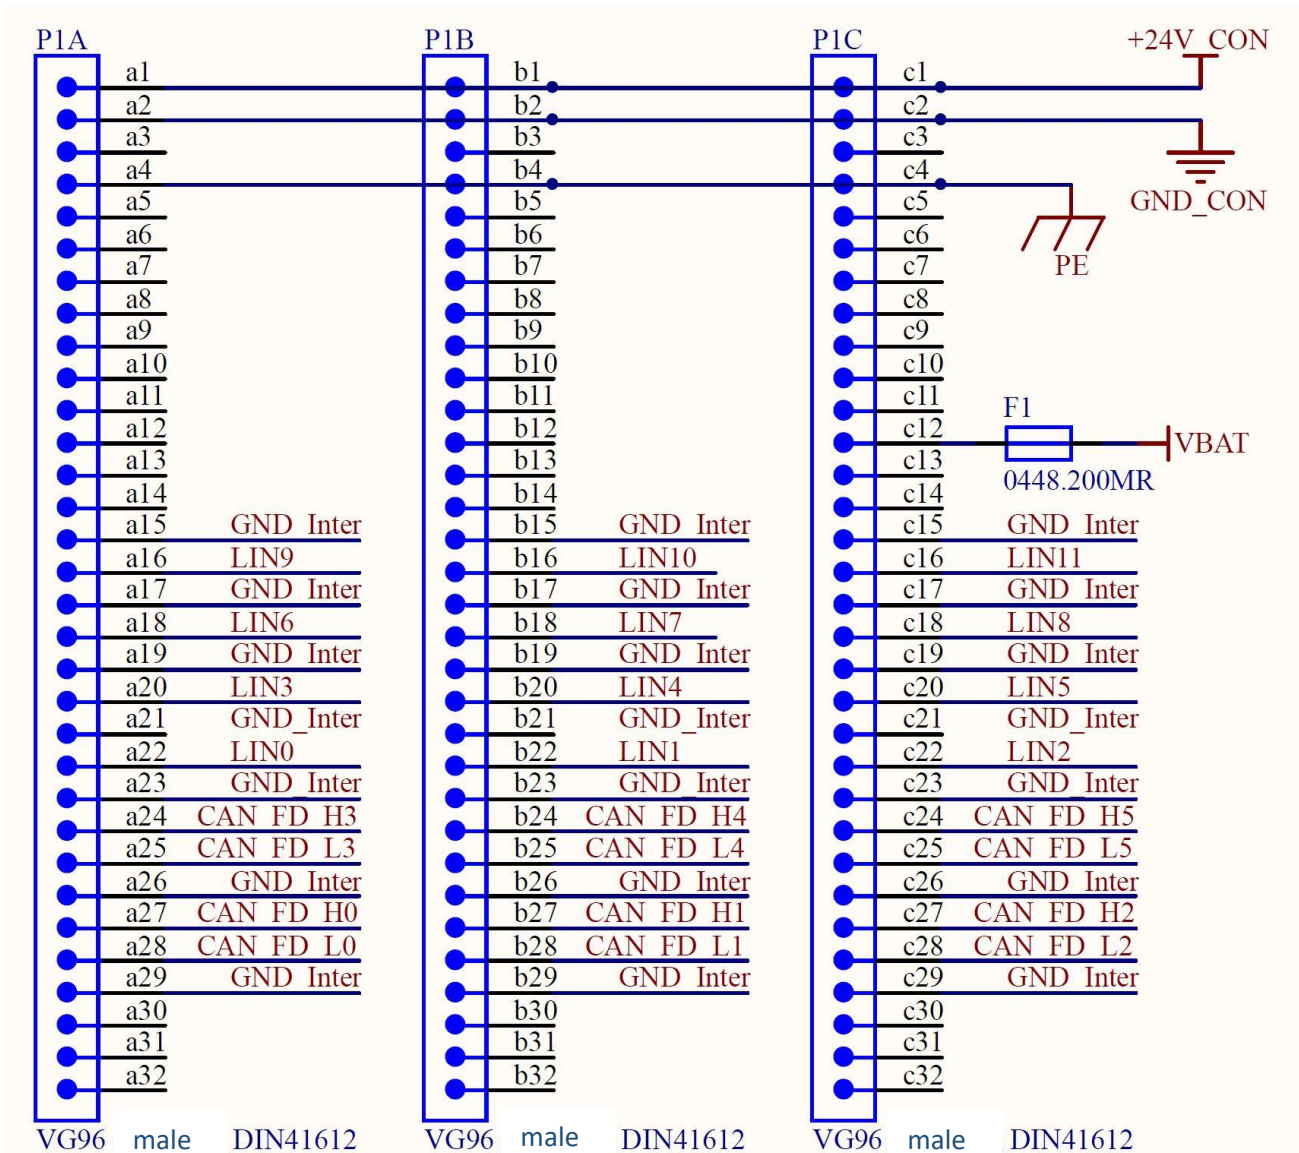 P1A P1B P1C +24V_CON
a1 b1 c1
a2 b2 c2
a3 b3 c3
a4 b4 c4
a5 b5 c5 GND_CON
a6 b6 c6
a7 b7 c7 PE
a8 b8 c8
a9 b9 c9
a10 b10 c10
a11 b11 c11 F1
a12 b12 c12 VBAT
a13 b13 c13 0448.200MR
a14 b14 c14
a15 GND_Inter b15 GND_Inter c15 GND_Inter
a16 LIN9 b16 LIN10 c16 LIN11
a17 GND_Inter b17 GND_Inter c17 GND_Inter
a18 LIN6 b18 LIN7 c18 LIN8
a19 GND_Inter b19 GND_Inter c19 GND_Inter
a20 LIN3 b20 LIN4 c20 LIN5
a21 GND_Inter b21 GND_Inter c21 GND_Inter
a22 LIN0 b22 LIN1 c22 LIN2
a23 GND_Inter b23 GND_Inter c23 GND_Inter
a24 CAN_FD_H3 b24 CAN_FD_H4 c24 CAN_FD_H5
a25 CAN_FD_L3 b25 CAN_FD_L4 c25 CAN_FD_L5
a26 GND_Inter b26 GND_Inter c26 GND_Inter
a27 CAN_FD_H0 b27 CAN_FD_H1 c27 CAN_FD_H2
a28 CAN_FD_L0 b28 CAN_FD_L1 c28 CAN_FD_L2
a29 GND_Inter b29 GND_Inter c29 GND_Inter
a30 b30 c30
a31 b31 c31
a32 b32 c32
VG96 male DIN41612 VG96 male DIN41612 VG96 male DIN41612